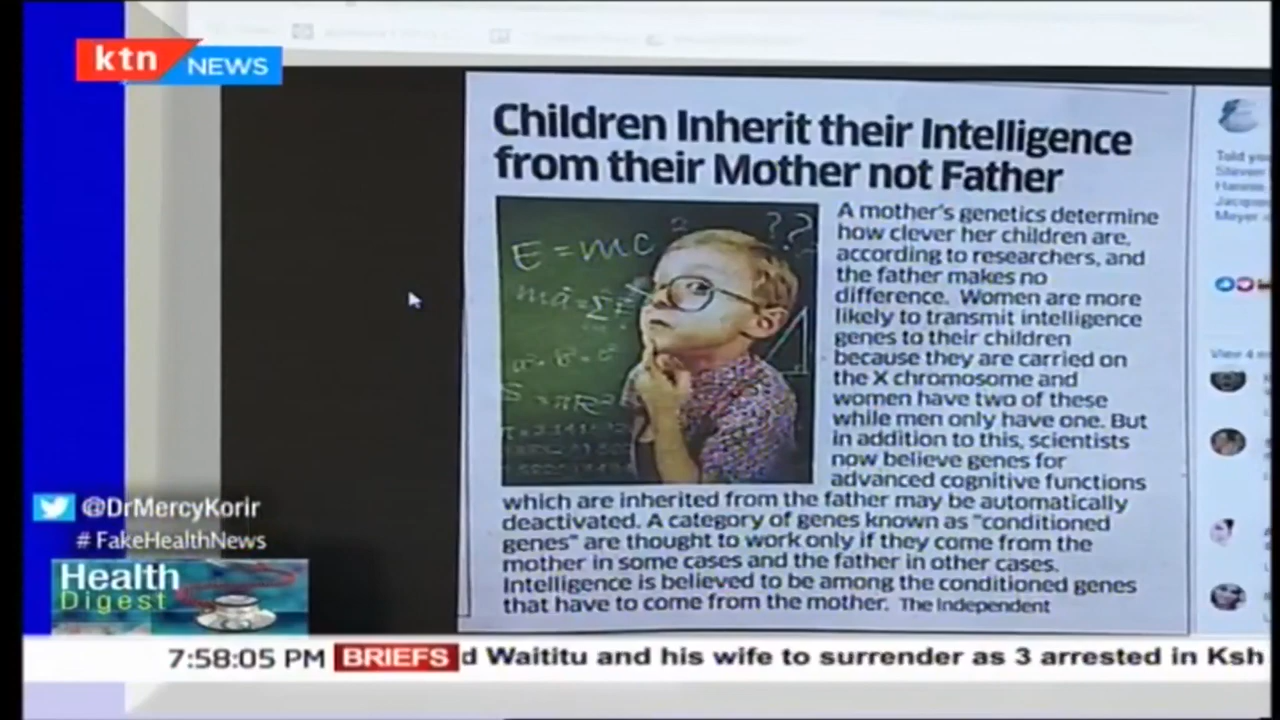 ktn NEWS
Children Inherit their Intelligence
from their Mother not Father
E = mc²
??
A mother's genetics determine
how clever her children are,
according to researchers, and
the father makes no
difference. Women are more
likely to transmit intelligence
genes to their children
because they are carried on
the X chromosome and
women have two of these
while men only have one. But
in addition to this, scientists
now believe genes for
advanced cognitive functions
which are inherited from the father may be automatically
deactivated. A category of genes known as "conditioned
genes" are thought to work only if they come from the
mother in some cases and the father in other cases.
Intelligence is believed to be among the conditioned genes
that have to come from the mother. The Independent
Told you
Meyer
@DrMercyKorir
# FakeHealthNews
Health
Digest
7:58:05 PM BRIEFS d Waititu and his wife to surrender as 3 arrested in Ksh